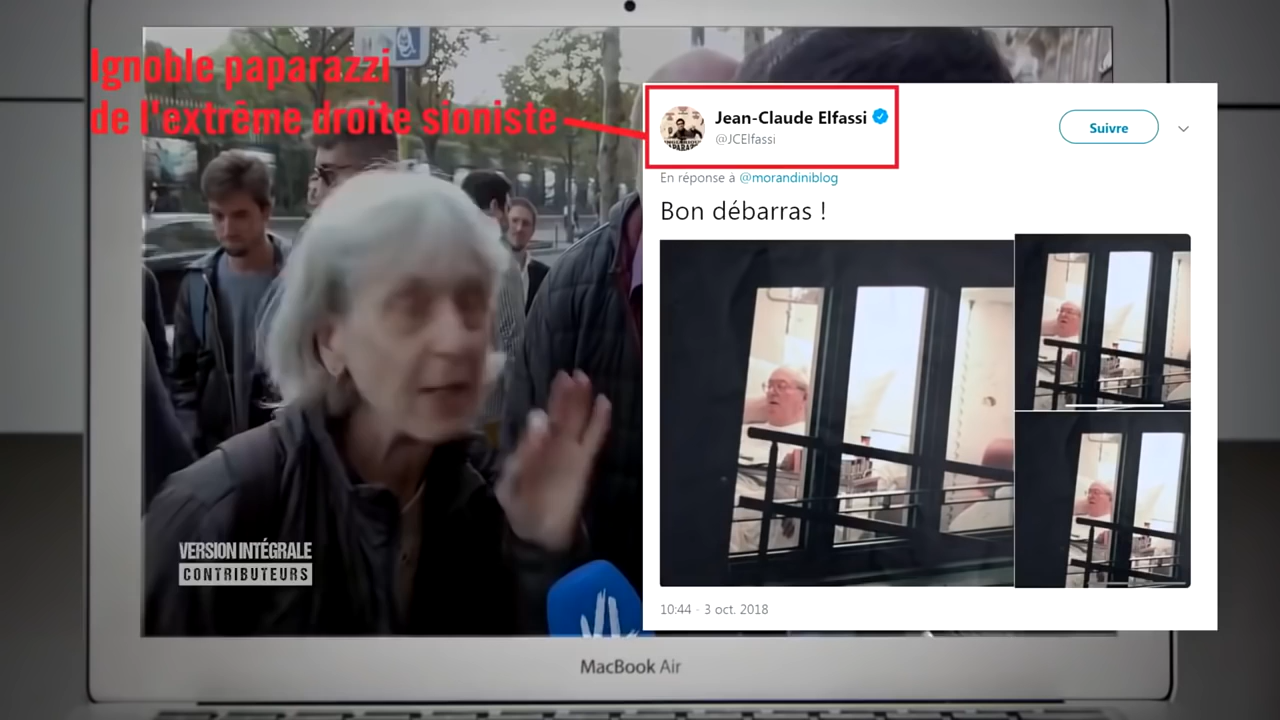 Ignoble paparazzi
de l'extrême droite sioniste
Jean-Claude Elfassi
@JCElfassi
Suivre
En réponse à @morandiniblog
Bon débarras !
10:44 - 3 oct. 2018
VERSION INTÉGRALE
CONTRIBUTEURS
MacBook Air